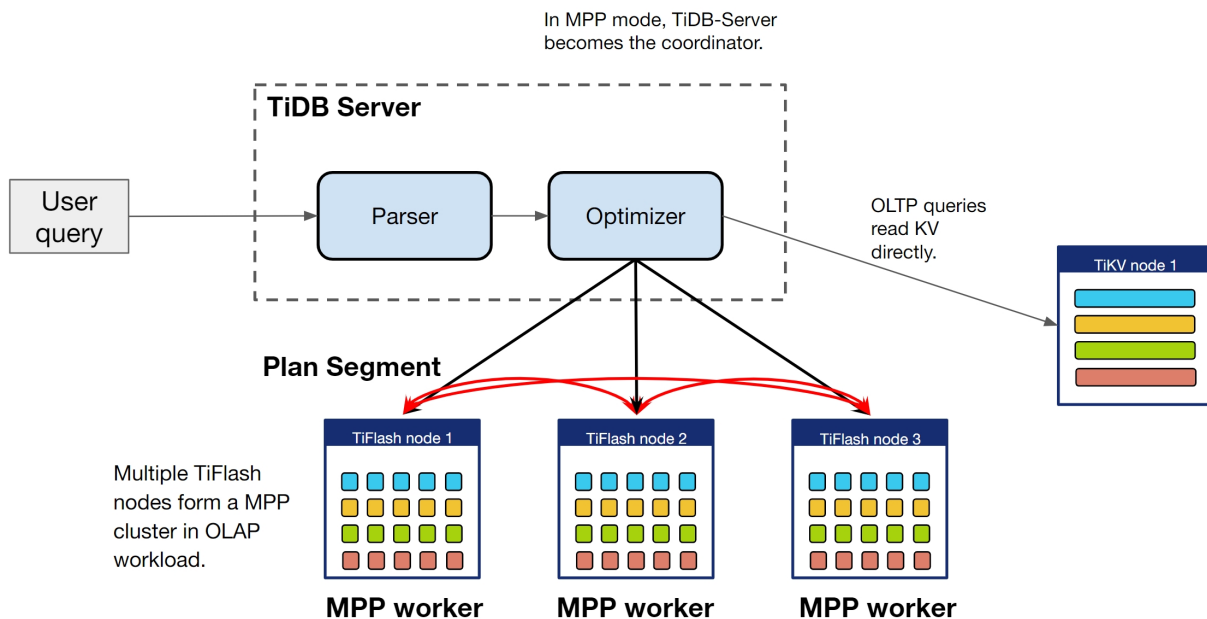 In MPP mode, TiDB-Server
becomes the coordinator.
TiDB Server
User
query
Parser
Optimizer
OLTP queries
read KV
directly.
TiKV node 1
Plan Segment
TiFlash node 1
TiFlash node 2
TiFlash node 3
Multiple TiFlash
nodes form a MPP
cluster in OLAP
workload.
MPP worker
MPP worker
MPP worker